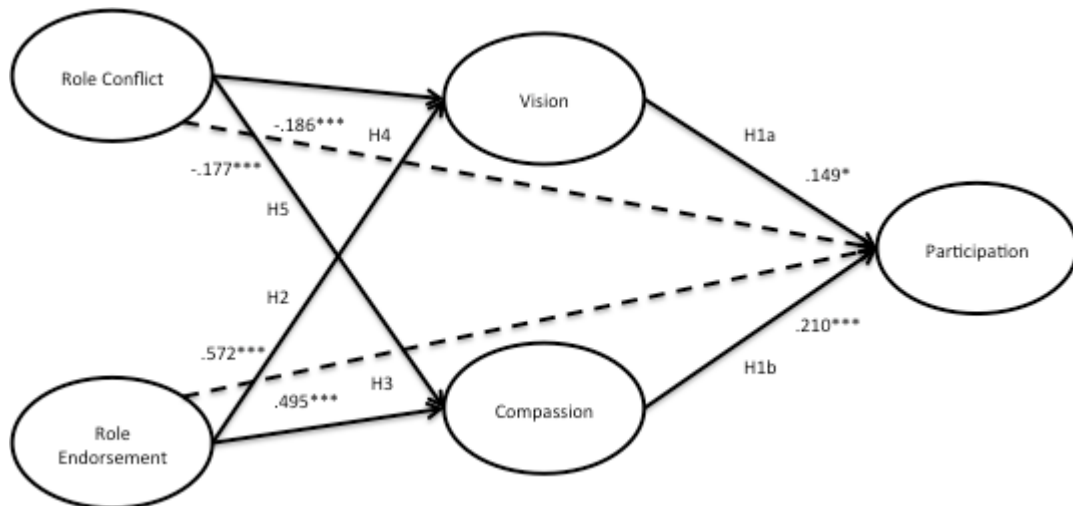 Role Conflict
Vision
-.186***
H4
H1a
-.177***
.149*
H5
Participation
H2
.572***
.210***
H3
H1b
.495***
Compassion
Role
Endorsement